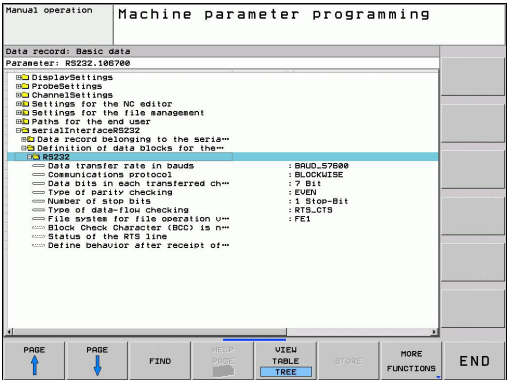 Manual operation
Machine parameter programming
Data record: Basic data
Parameter: RS232.106700
DisplaySettings
ProbeSettings
ChannelSettings
Settings for the NC editor
Settings for the file management
Paths for the end user
serialInterfaceRS232
Data record belonging to the seria…
Definition of data blocks for the…
RS232
Data transfer rate in bauds : BAUD_57600
Communications protocol : BLOCKWISE
Data bits in each transferred ch… : 7 Bit
Type of parity checking : EVEN
Number of stop bits : 1 Stop-Bit
Type of data-flow checking : RTS_CTS
File system for file operation v… : FE1
Block Check Character (BCC) is n…
Status of the RTS line
Define behavior after receipt of…
PAGE
PAGE
FIND
HELP PAGE
VIEW TABLE TREE
STORE
MORE FUNCTIONS
END